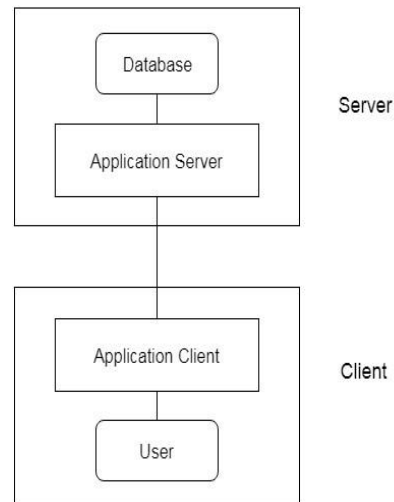 Database
Server
Application Server
Application Client
Client
User